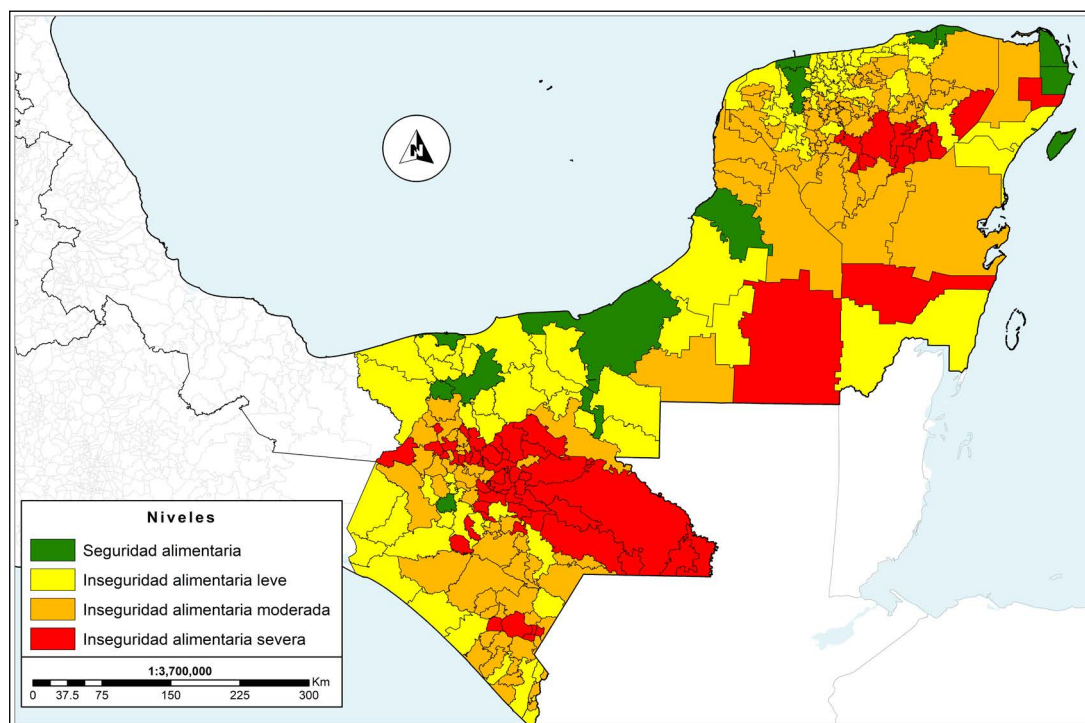 N
Niveles
Seguridad alimentaria
Inseguridad alimentaria leve
Inseguridad alimentaria moderada
Inseguridad alimentaria severa
1:3,700,000
Km
0 37.5 75 150 225 300